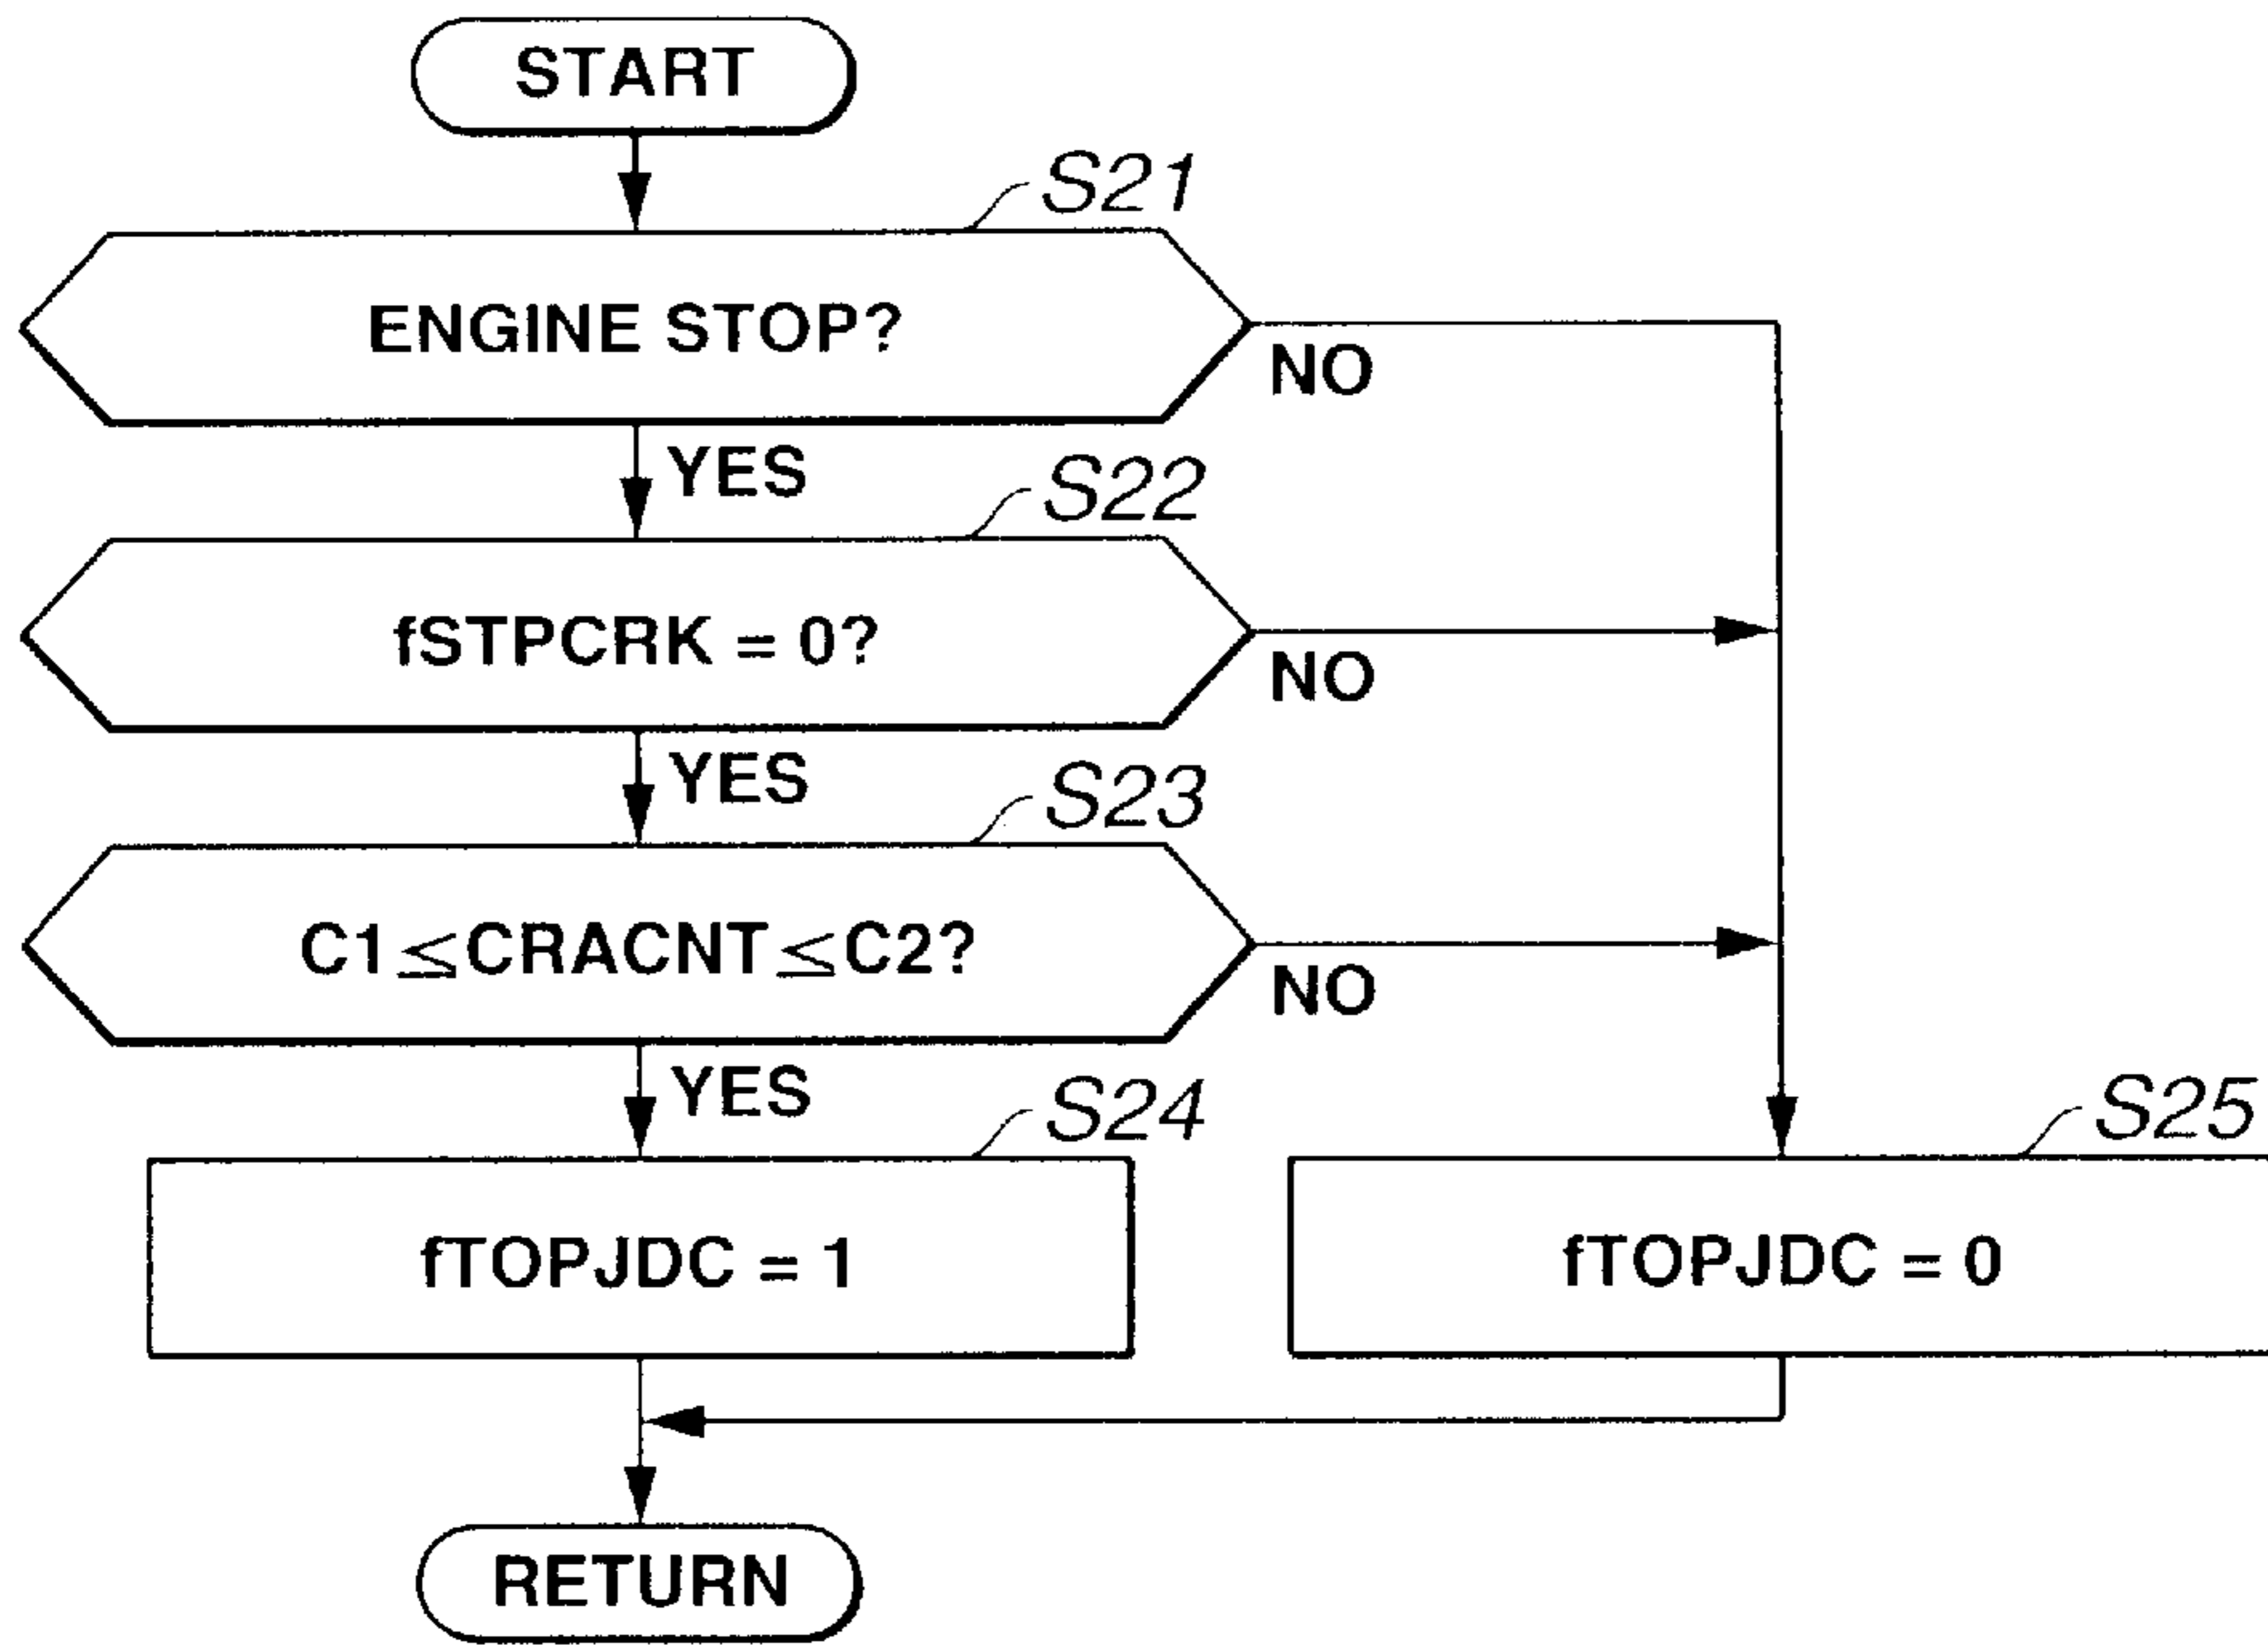 START
S21
ENGINE STOP?
NO
YES
S22
fSTPCRK = 0?
NO
YES
S23
C1≤CRACNT≤C2?
NO
YES
S24
S25
fTOPJDC = 1
fTOPJDC = 0
RETURN